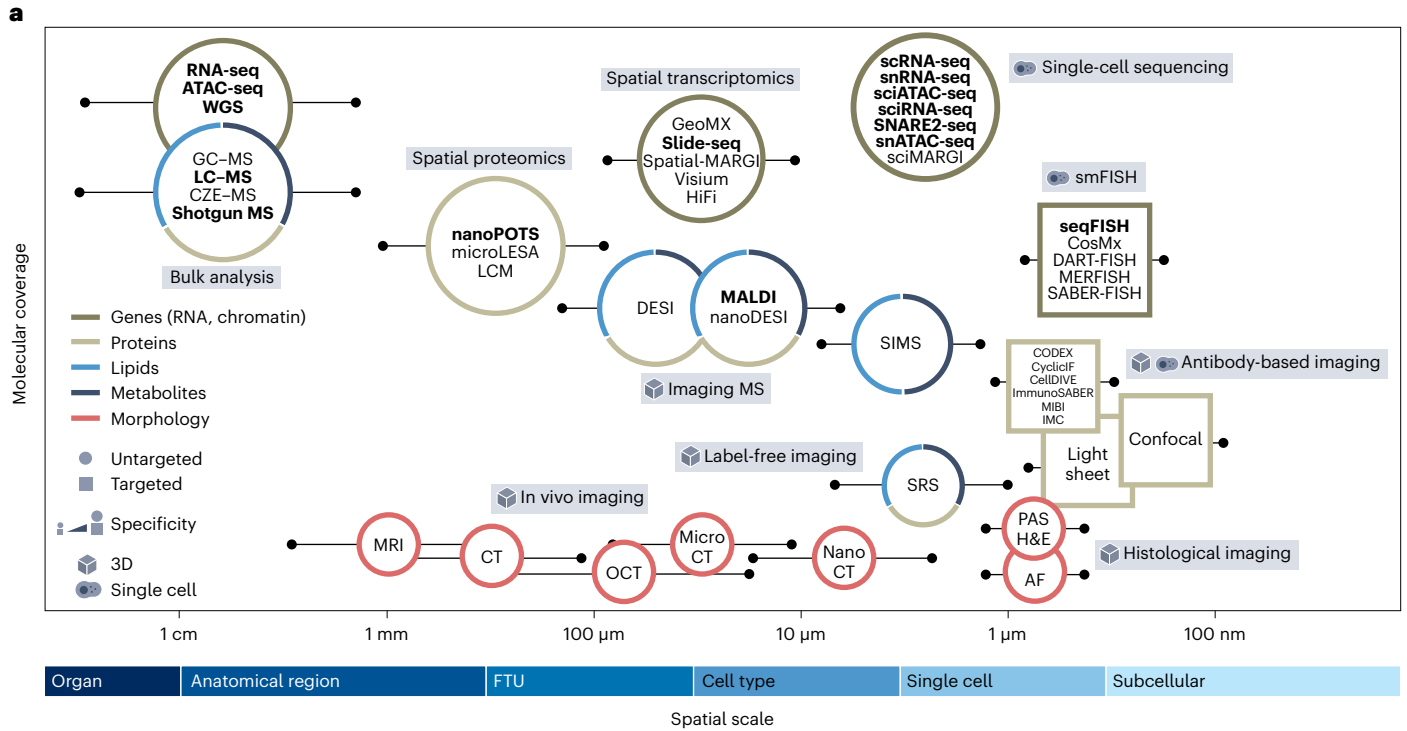 a
RNA-seq
ATAC-seq
WGS
GC–MS
LC–MS
CZE–MS
Shotgun MS
Bulk analysis
Spatial proteomics
nanoPOTS
microLESA
LCM
Spatial transcriptomics
GeoMX
Slide-seq
Spatial-MARGI
Visium
HiFi
scRNA-seq
snRNA-seq
sciATAC-seq
sciRNA-seq
SNARE2-seq
snATAC-seq
sciMARGI
Single-cell sequencing
smFISH
seqFISH
CosMx
DART-FISH
MERFISH
SABER-FISH
DESI
MALDI
nanoDESI
Imaging MS
SIMS
CODEX
CyclicIF
CellDIVE
ImmunoSABER
MIBI
IMC
Antibody-based imaging
Light
sheet
Confocal
Label-free imaging
SRS
In vivo imaging
MRI
CT
OCT
Micro
CT
Nano
CT
PAS
H&E
AF
Histological imaging
Genes (RNA, chromatin)
Proteins
Lipids
Metabolites
Morphology
Untargeted
Targeted
Specificity
3D
Single cell
Molecular coverage
1 cm
1 mm
100 µm
10 µm
1 µm
100 nm
Organ
Anatomical region
FTU
Cell type
Single cell
Subcellular
Spatial scale